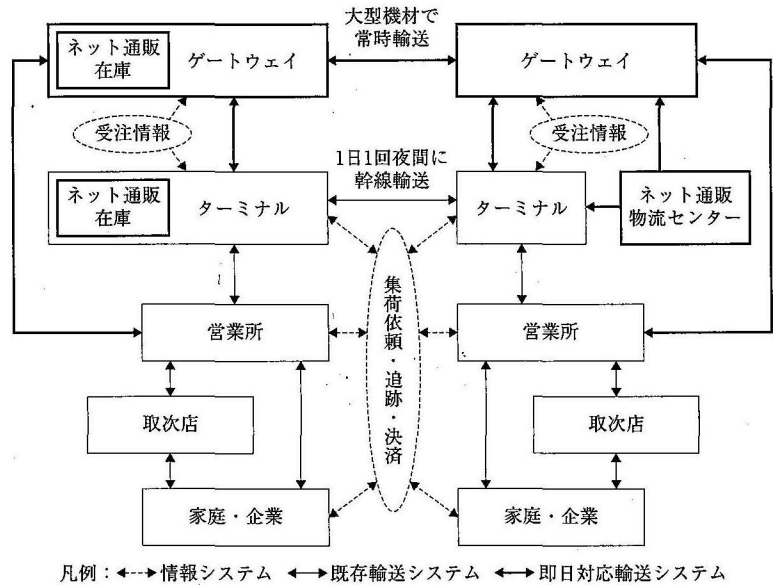 大型機材で
常時輸送
ネット通販
在庫
ゲートウェイ
ゲートウェイ
受注情報
受注情報
1日1回夜間に
幹線輸送
ネット通販
在庫
ターミナル
ターミナル
ネット通販
物流センター
集荷依頼・追跡・決済
営業所
営業所
取次店
取次店
家庭・企業
家庭・企業
凡例：情報システム 既存輸送システム 即日対応輸送システム